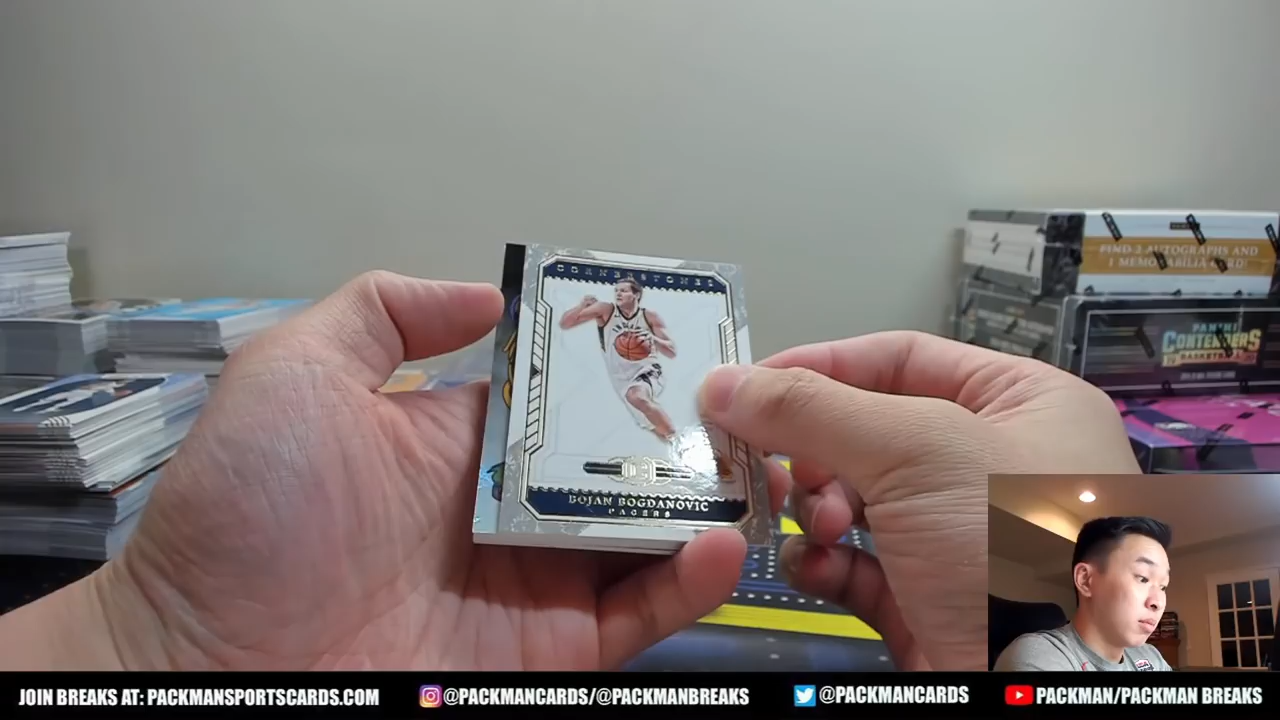 CORNERSTONES
BOJAN BOGDANOVIC
PACERS
FIND 2 AUTOGRAPHS AND
1 MEMORABILIA CARD!
PANINI
CONTENDERS
BASKETBALL
JOIN BREAKS AT: PACKMANSPORTSCARDS.COM
@PACKMANCARDS/@PACKMANBREAKS
@PACKMANCARDS
PACKMAN/PACKMAN BREAKS